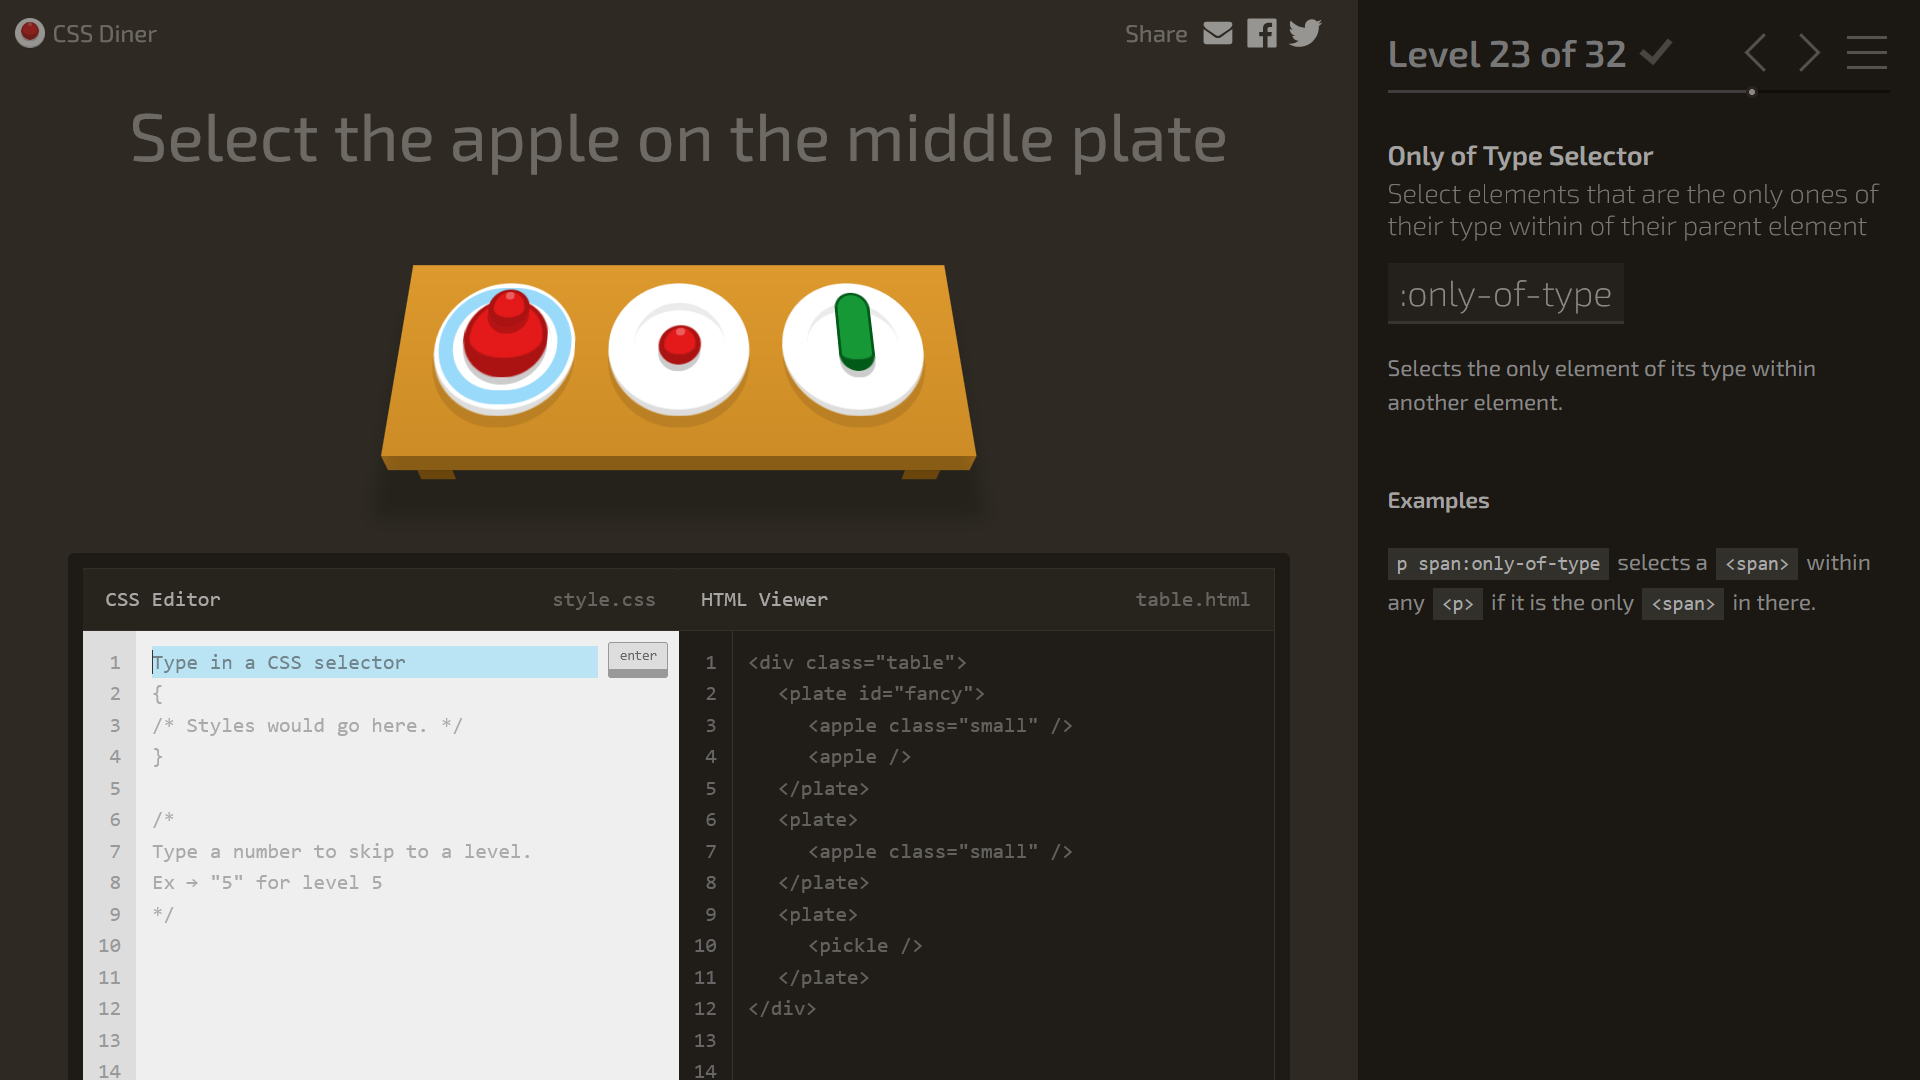 CSS Diner
Share
Select the apple on the middle plate
CSS Editor
style.css
1
2
3
4
5
6
7
8
9
10
11
12
13
14
Type in a CSS selector
enter
{
/* Styles would go here. */
}
/*
Type a number to skip to a level.
Ex → "5" for level 5
*/
HTML Viewer
table.html
1
2
3
4
5
6
7
8
9
10
11
12
13
14
<div class="table">
<plate id="fancy">
<apple class="small" />
<apple />
</plate>
<plate>
<apple class="small" />
</plate>
<plate>
<pickle />
</plate>
</div>
Level 23 of 32
Only of Type Selector
Select elements that are the only ones of
their type within of their parent element
:only-of-type
Selects the only element of its type within
another element.
Examples
p span:only-of-type selects a <span> within
any <p> if it is the only <span> in there.